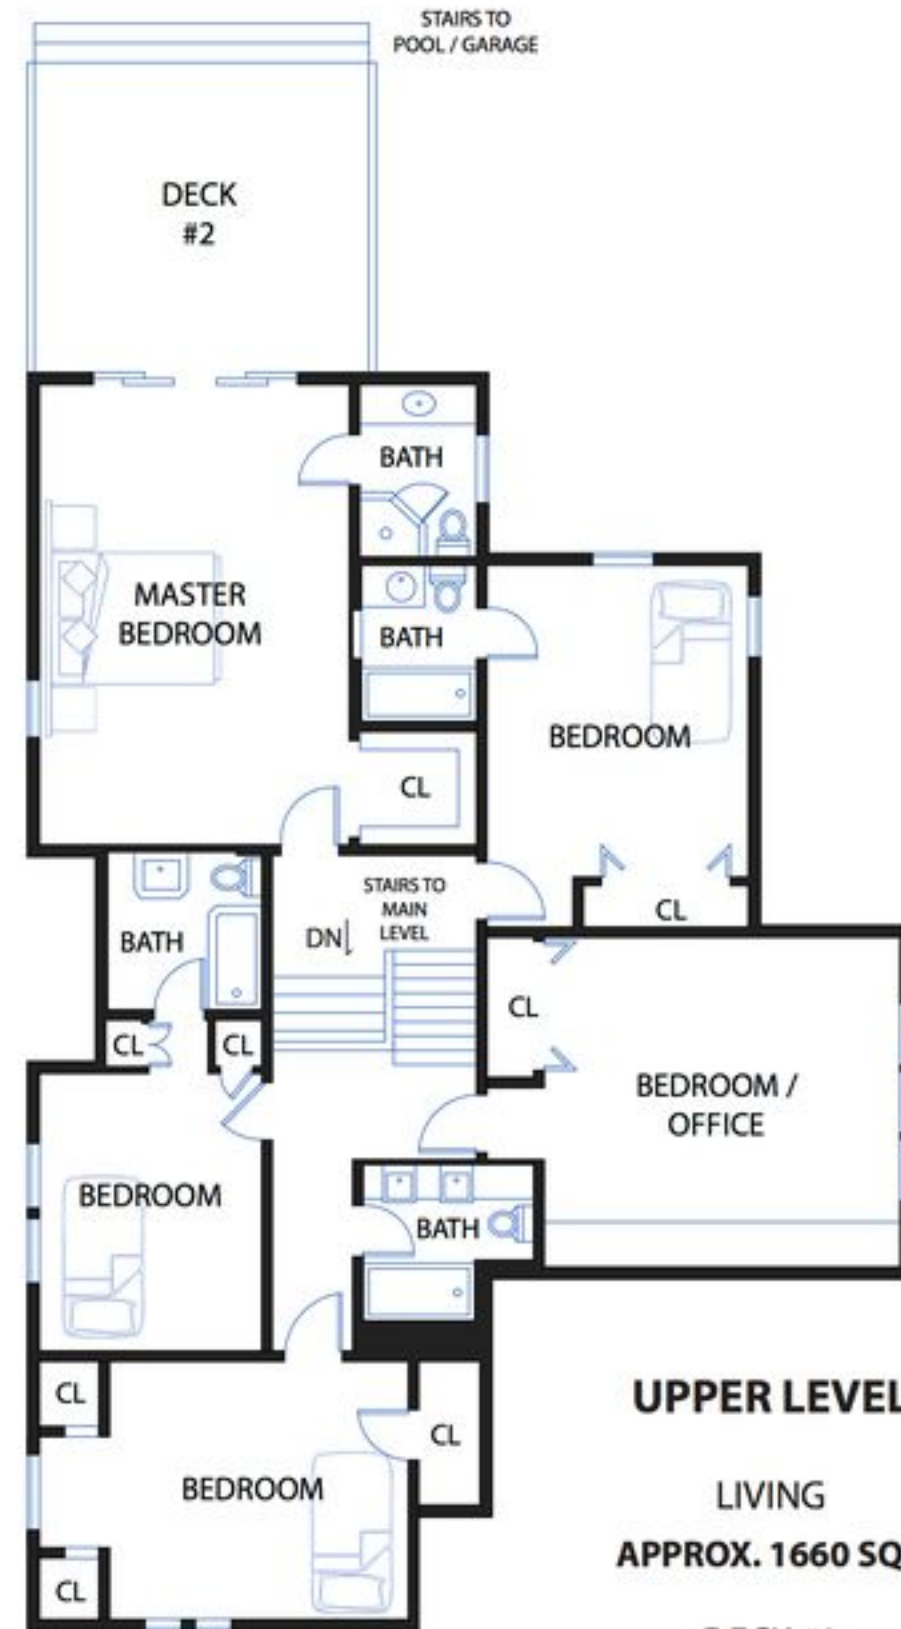 STAIRS TO
POOL / GARAGE
DECK
#2
BATH
MASTER
BEDROOM
BATH
BEDROOM
CL
CL
STAIRS TO
MAIN
LEVEL
DN
BATH
CL
CL
CL
BEDROOM /
OFFICE
BEDROOM
BATH
CL
UPPER LEVEL
CL
BEDROOM
LIVING
APPROX. 1660 SQ
CL